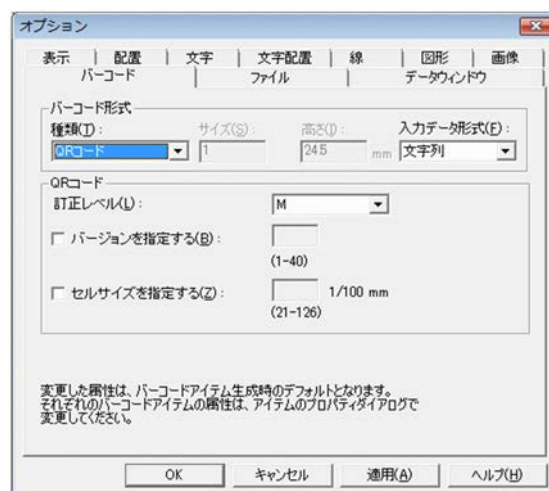 オプション
表示 配置 文字 文字配置 線 図形 画像
バーコード ファイル データウィンドウ
バーコード形式
種類(T): サイズ(S): 高さ(I): 入力データ形式(F):
QRコード 1 24.5 mm 文字列
QRコード
訂正レベル(L): M
バージョンを指定する(B):
(1-40)
セルサイズを指定する(Z): 1/100 mm
(21-126)
変更した属性は、バーコードアイテム生成時のデフォルトとなります。
それぞれのバーコードアイテムの属性は、アイテムのプロパティダイアログで
変更してください。
OK キャンセル 適用(A) ヘルプ(H)